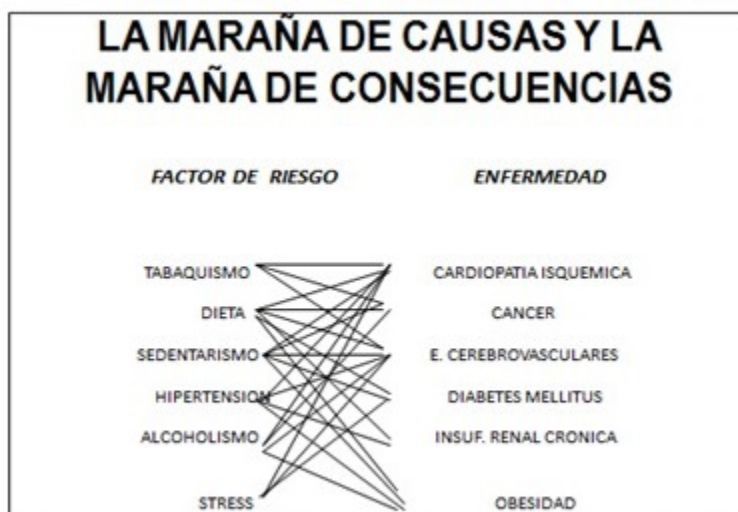 LA MARAÑA DE CAUSAS Y LA
MARAÑA DE CONSECUENCIAS
FACTOR DE RIESGO ENFERMEDAD
TABAQUISMO CARDIOPATIA ISQUEMICA
DIETA CANCER
SEDENTARISMO E. CEREBROVASCULARES
HIPERTENSION DIABETES MELLITUS
ALCOHOLISMO INSUF. RENAL CRONICA
STRESS OBESIDAD